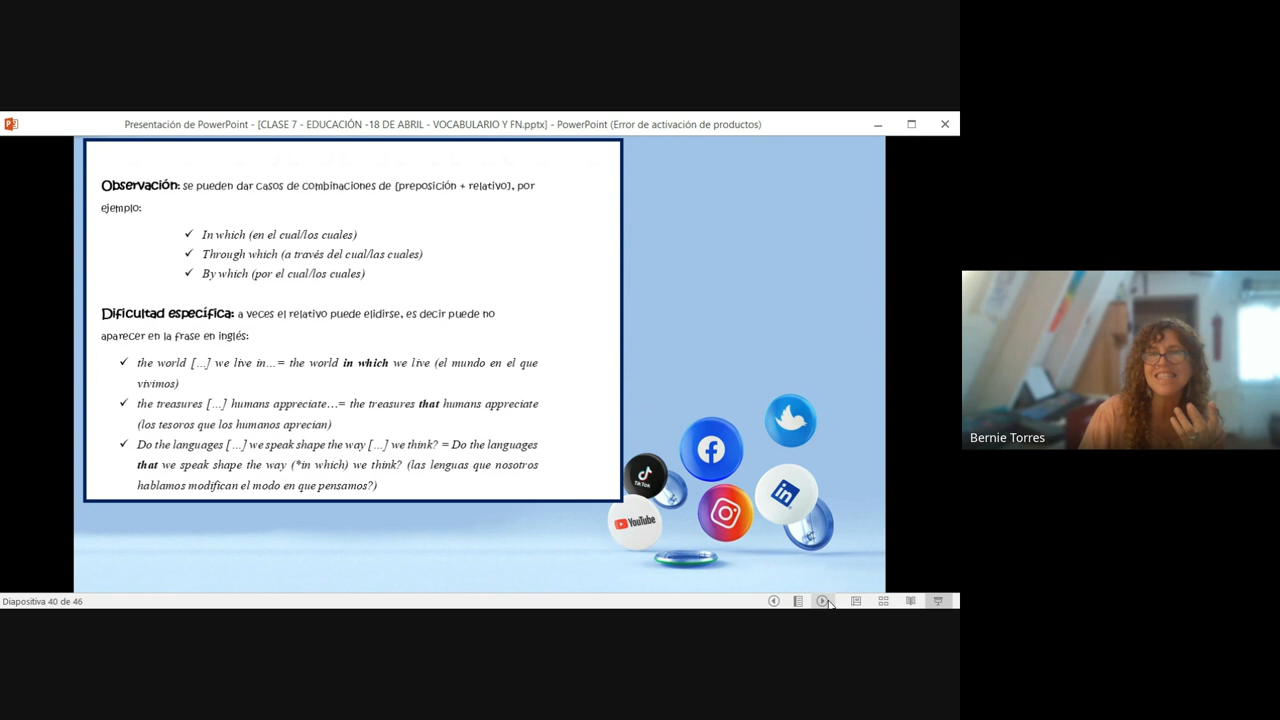 Presentación de PowerPoint - [CLASE 7 - EDUCACIÓN -18 DE ABRIL - VOCABULARIO Y FN.pptx] - PowerPoint (Error de activación de productos)
Observación: se pueden dar casos de combinaciones de [preposición + relativo], por
ejemplo:
✓ In which (en el cual/los cuales)
✓ Through which (a través del cual/las cuales)
✓ By which (por el cual/los cuales)
Dificultad específica: a veces el relativo puede elidirse, es decir puede no
aparecer en la frase en inglés:
✓ the world [...] we live in...= the world in which we live (el mundo en el que
vivimos)
✓ the treasures [...] humans appreciate...= the treasures that humans appreciate
(los tesoros que los humanos aprecian)
✓ Do the languages [...] we speak shape the way [...] we think? = Do the languages
that we speak shape the way (*in which) we think? (las lenguas que nosotros
hablamos modifican el modo en que pensamos?)
TikTok
YouTube
in
Bernie Torres
Diapositiva 40 de 46